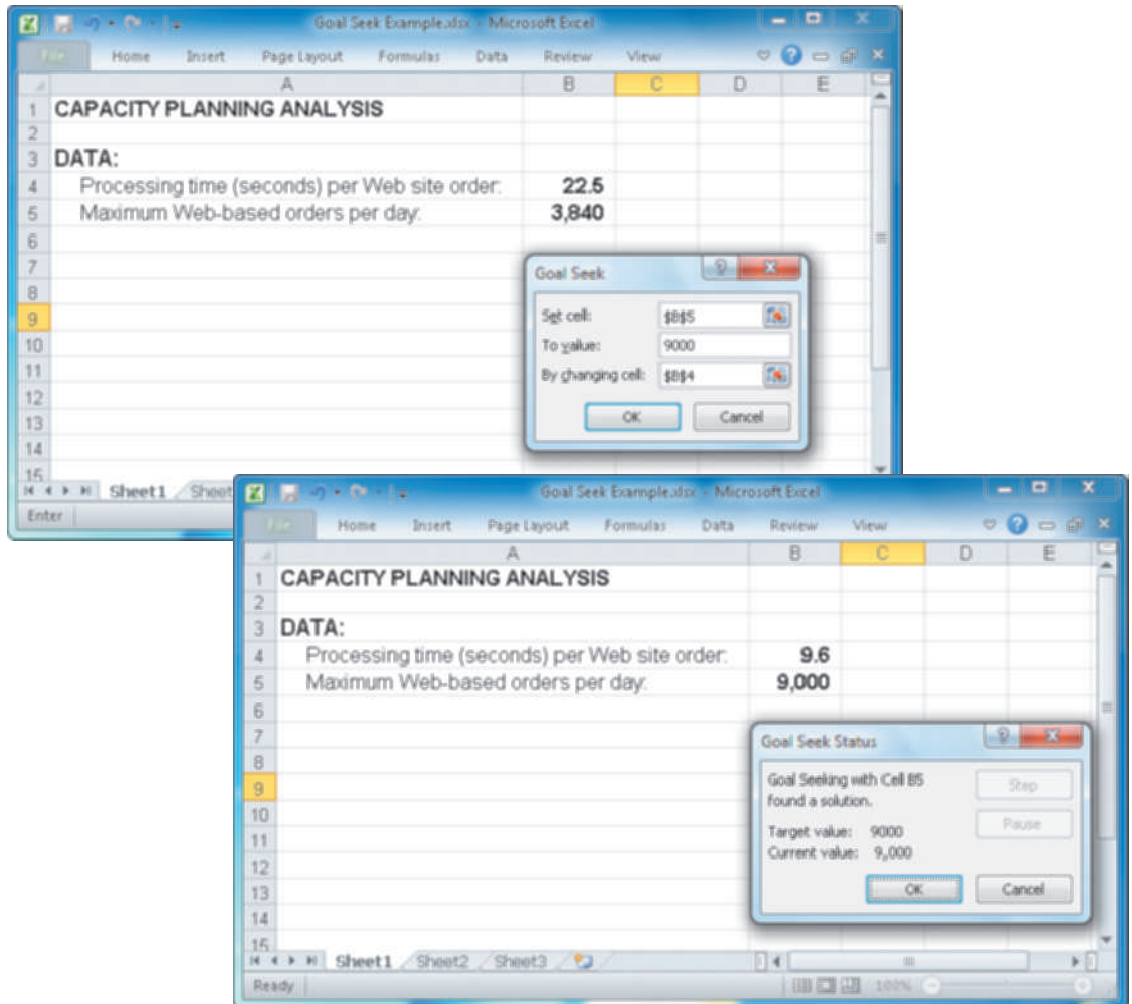 Goal Seek Example.xlsx - Microsoft Excel
File Home Insert Page Layout Formulas Data Review View
A B C D E
1 CAPACITY PLANNING ANALYSIS
2
3 DATA:
4 Processing time (seconds) per Web site order: 22.5
5 Maximum Web-based orders per day: 3,840
6
7
8
9
10
11
12
13
14
15
Goal Seek
Set cell: $B$5
To value: 9000
By changing cell: $B$4
OK Cancel
Sheet1 Sheet
Enter
Goal Seek Example.xlsx - Microsoft Excel
File Home Insert Page Layout Formulas Data Review View
A B C D E
1 CAPACITY PLANNING ANALYSIS
2
3 DATA:
4 Processing time (seconds) per Web site order: 9.6
5 Maximum Web-based orders per day: 9,000
6
7
8
9
10
11
12
13
14
15
Goal Seek Status
Goal Seeking with Cell B5
found a solution.
Step
Pause
Target value: 9000
Current value: 9,000
OK Cancel
Sheet1 Sheet2 Sheet3
Ready 100%